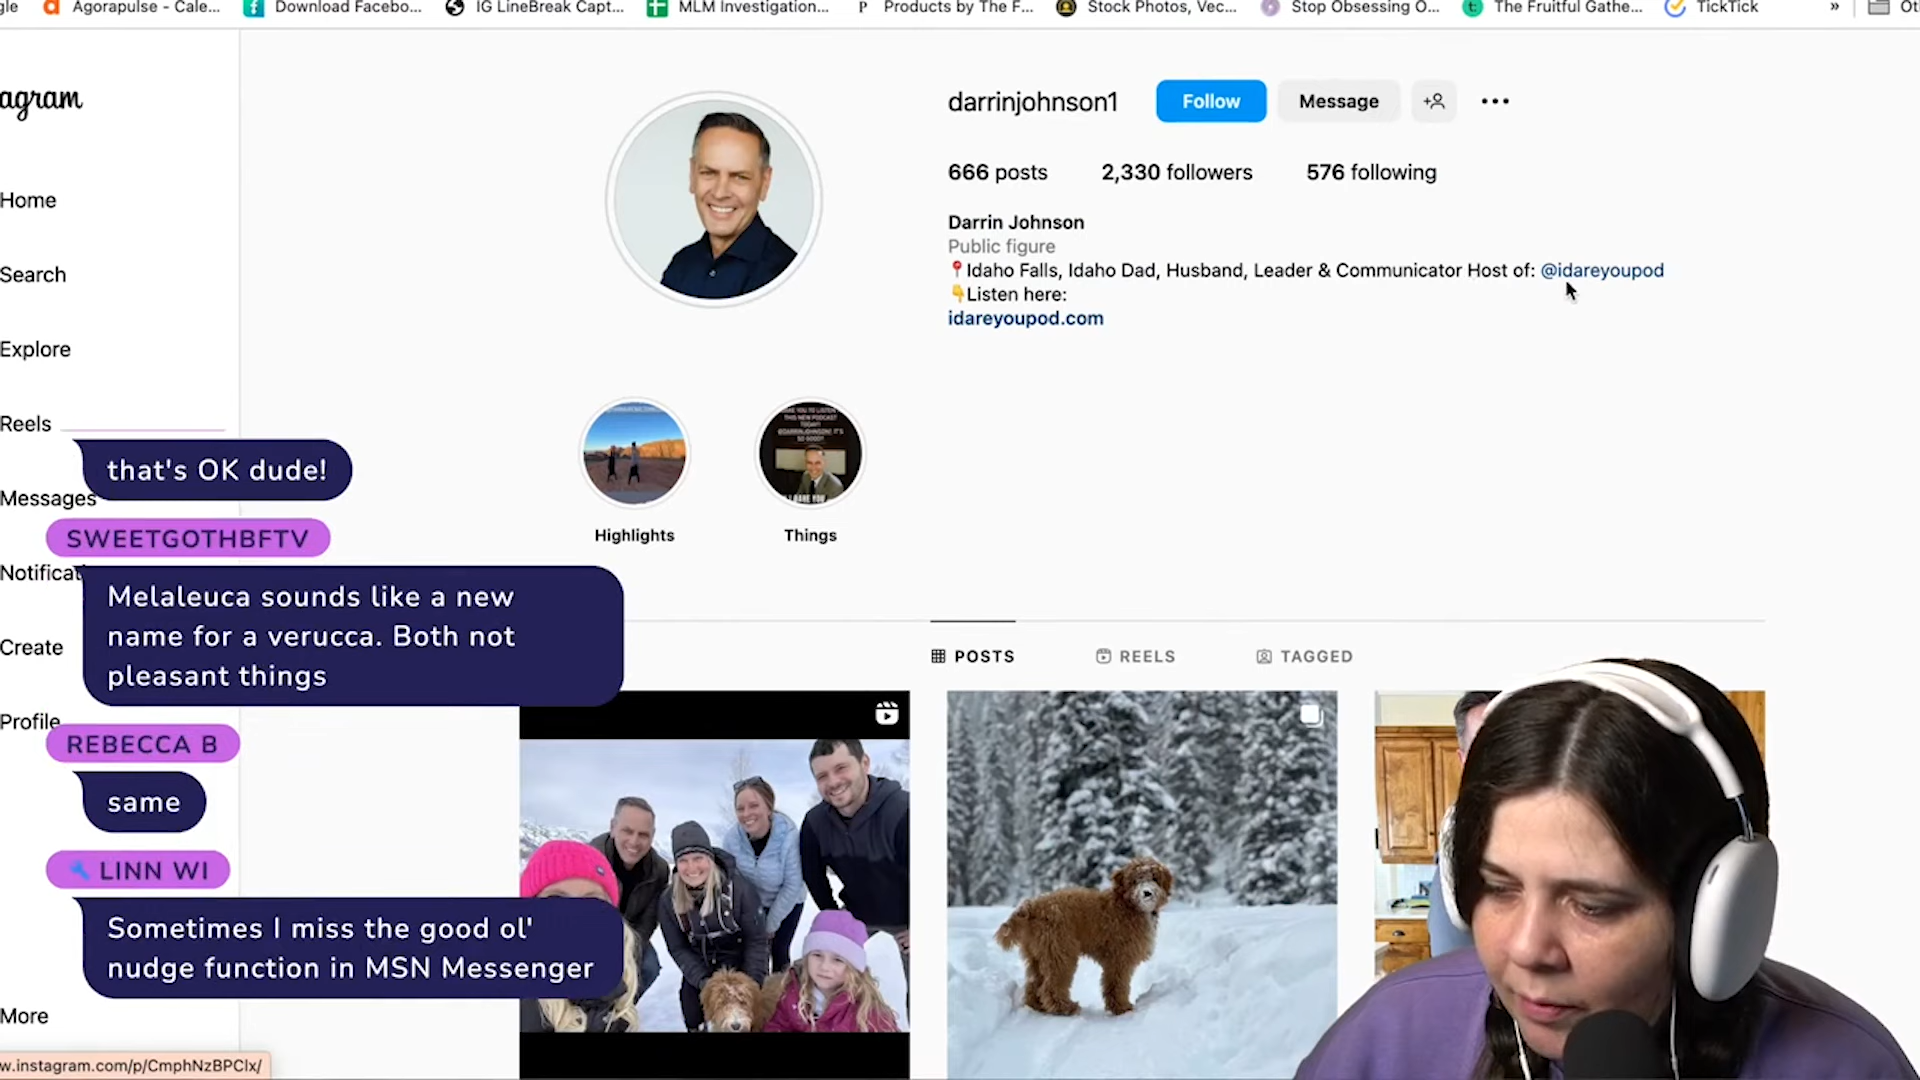 gle
Agorapulse - Cale...
Download Facebo...
IG LineBreak Capt...
MLM Investigation...
Products by The F...
Stock Photos, Vec...
Stop Obsessing O...
The Fruitful Gathe...
TickTick
»
Ot
agram
darrinjohnson1
Follow
Message
666 posts
2,330 followers
576 following
Darrin Johnson
Public figure
📍Idaho Falls, Idaho Dad, Husband, Leader & Communicator Host of: @idareyoupod
👇Listen here:
idareyoupod.com
Home
Search
Explore
Reels
Messages
Notificat
Create
Profile
More
Highlights
Things
that's OK dude!
SWEETGOTHBFTV
Melaleuca sounds like a new
name for a verucca. Both not
pleasant things
REBECCA B
same
LINN WI
Sometimes I miss the good ol'
nudge function in MSN Messenger
POSTS
REELS
TAGGED
w.instagram.com/p/CmphNzBPClx/